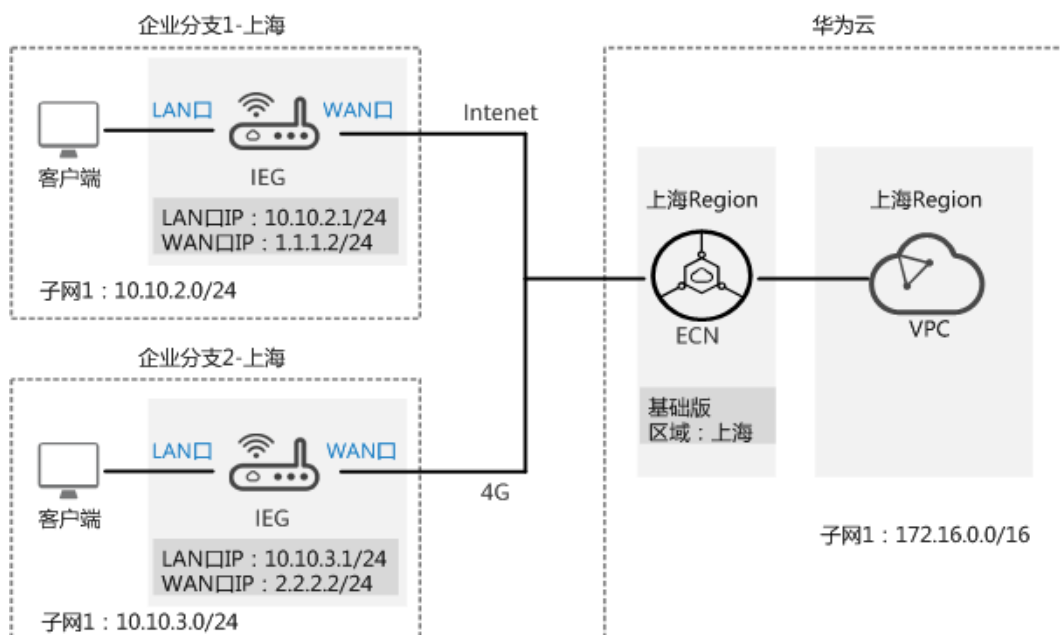 企业分支1-上海
华为云
LAN口
WAN口
Intenet
客户端
IEG
LAN口IP：10.10.2.1/24
WAN口IP：1.1.1.2/24
子网1：10.10.2.0/24
上海Region
上海Region
ECN
VPC
企业分支2-上海
基础版
区域：上海
LAN口
WAN口
4G
客户端
IEG
LAN口IP：10.10.3.1/24
WAN口IP：2.2.2.2/24
子网1：10.10.3.0/24
子网1：172.16.0.0/16